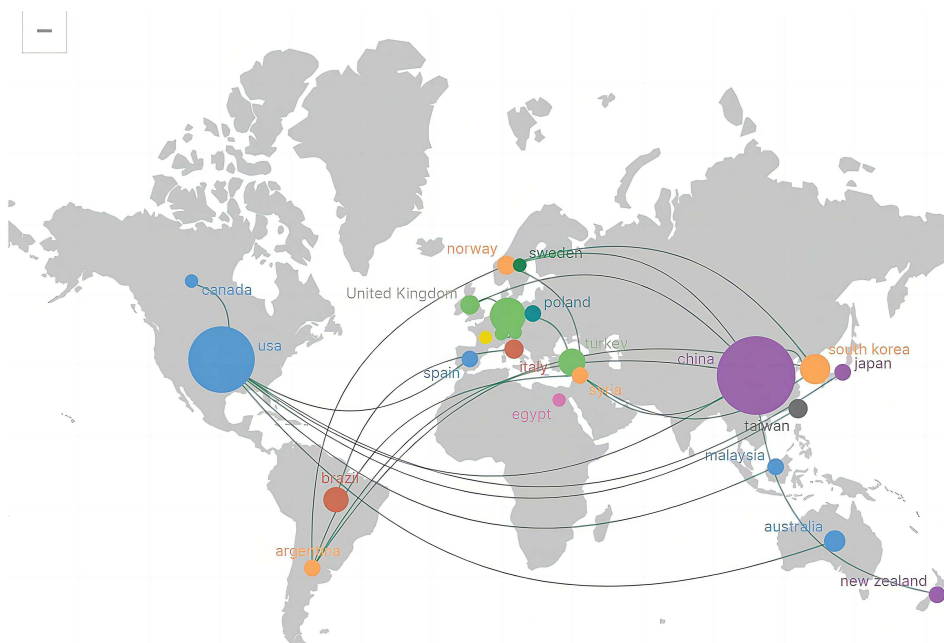 norway
sweden
canada
United Kingdom
poland
usa
turkey
south korea
china
japan
spain
italy
syria
egypt
taiwan
malaysia
brazil
australia
argentina
new zealand